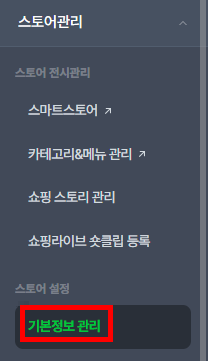 스토어관리
스토어 전시관리
스마트스토어 ↗
카테고리&메뉴 관리 ↗
쇼핑 스토리 관리
쇼핑라이브 숏클립 등록
스토어 설정
기본정보 관리